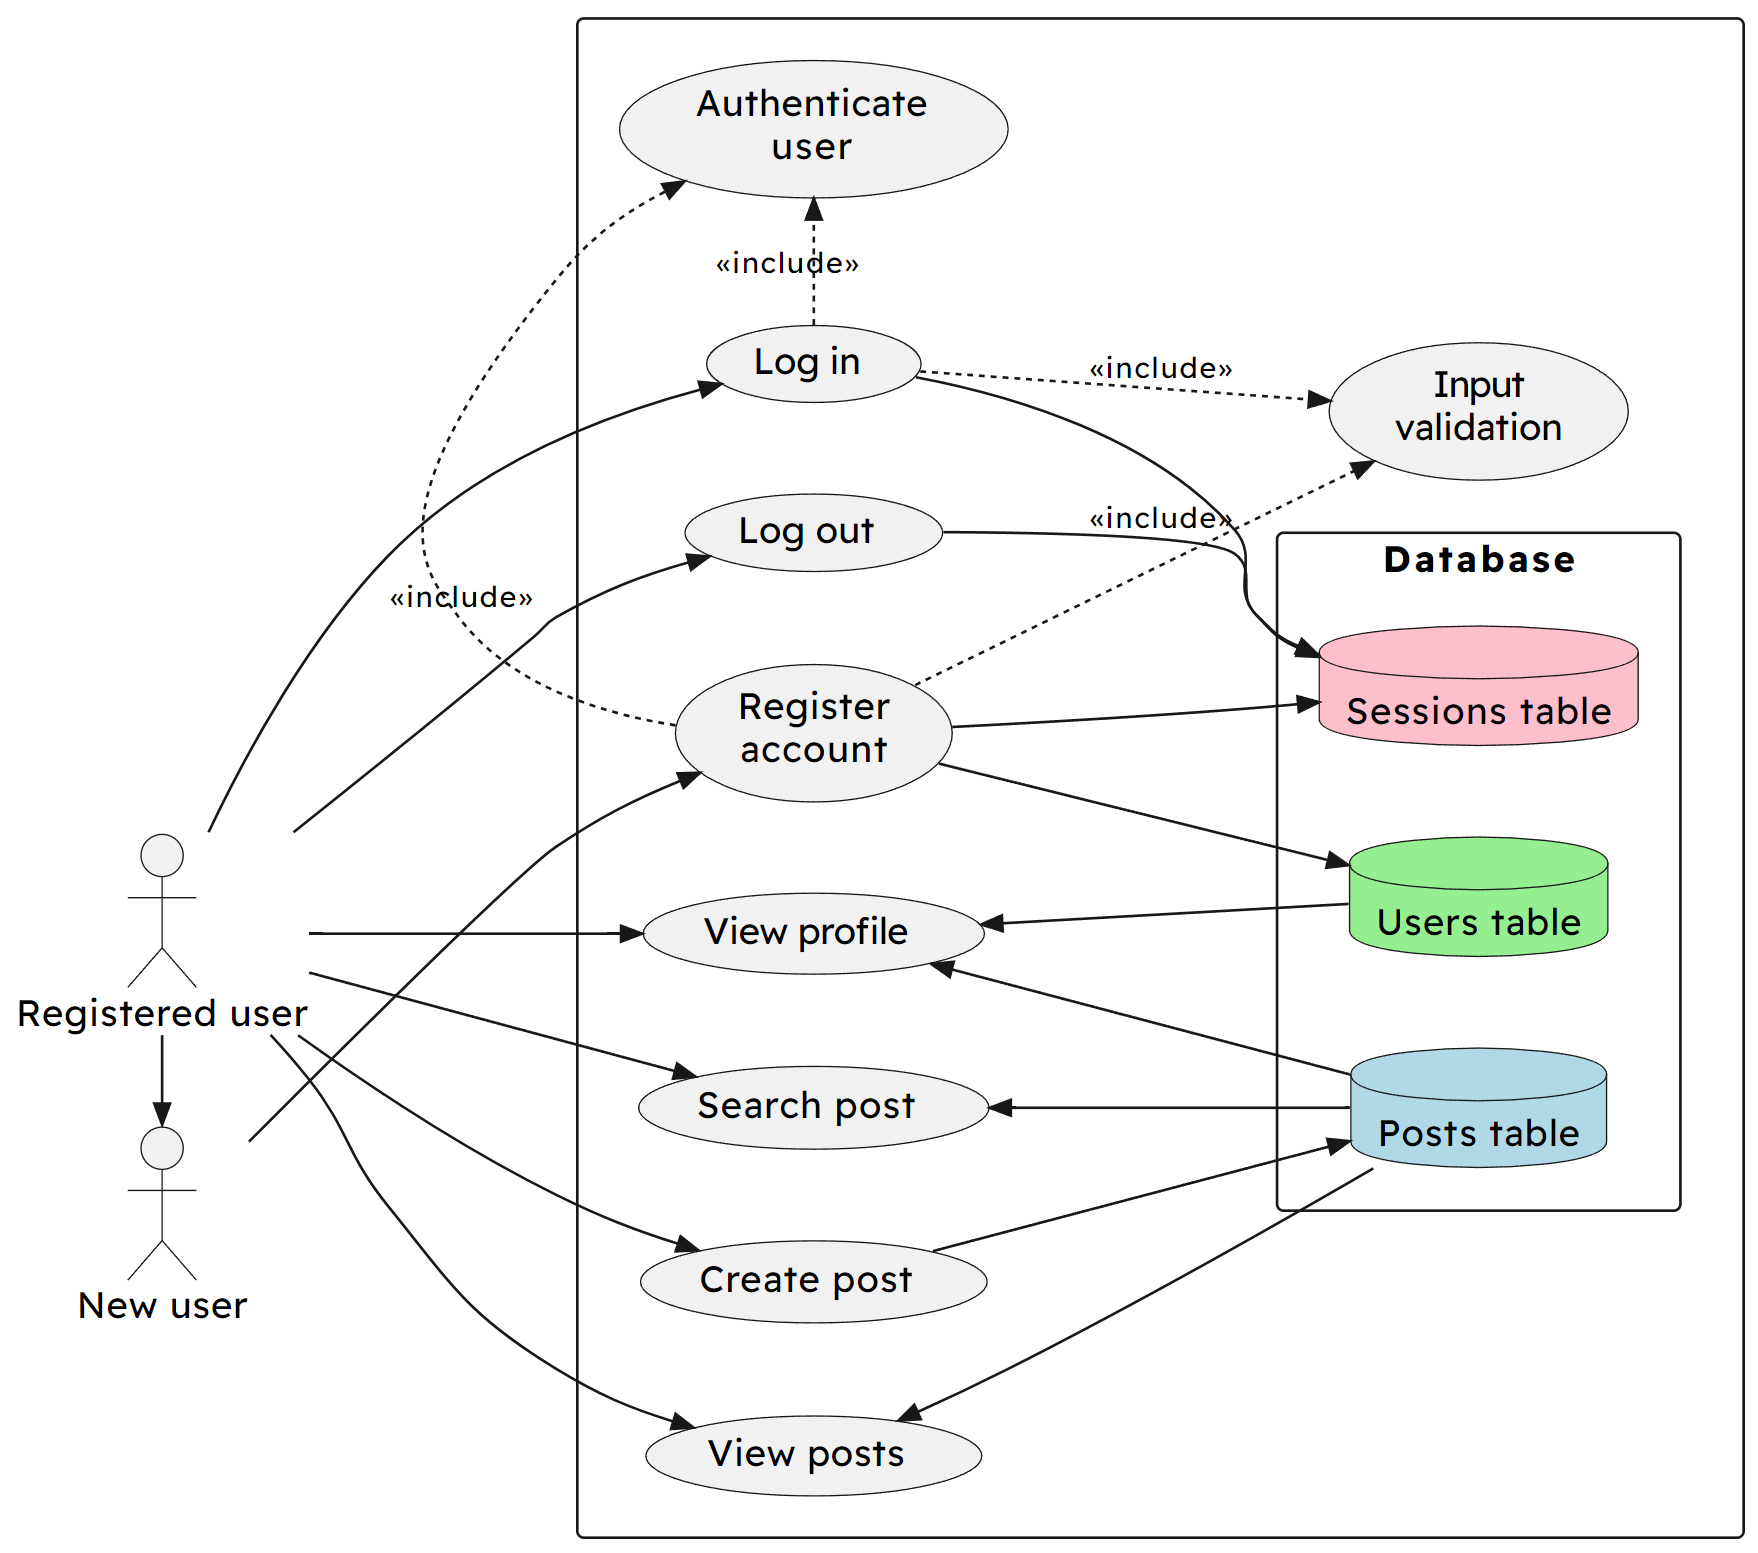 Authenticate
user
«include»
Log in
«include»
Input
validation
«include»
Log out
Database
«include»
Register
account
Sessions table
View profile
Users table
Registered user
Search post
Posts table
Create post
New user
View posts